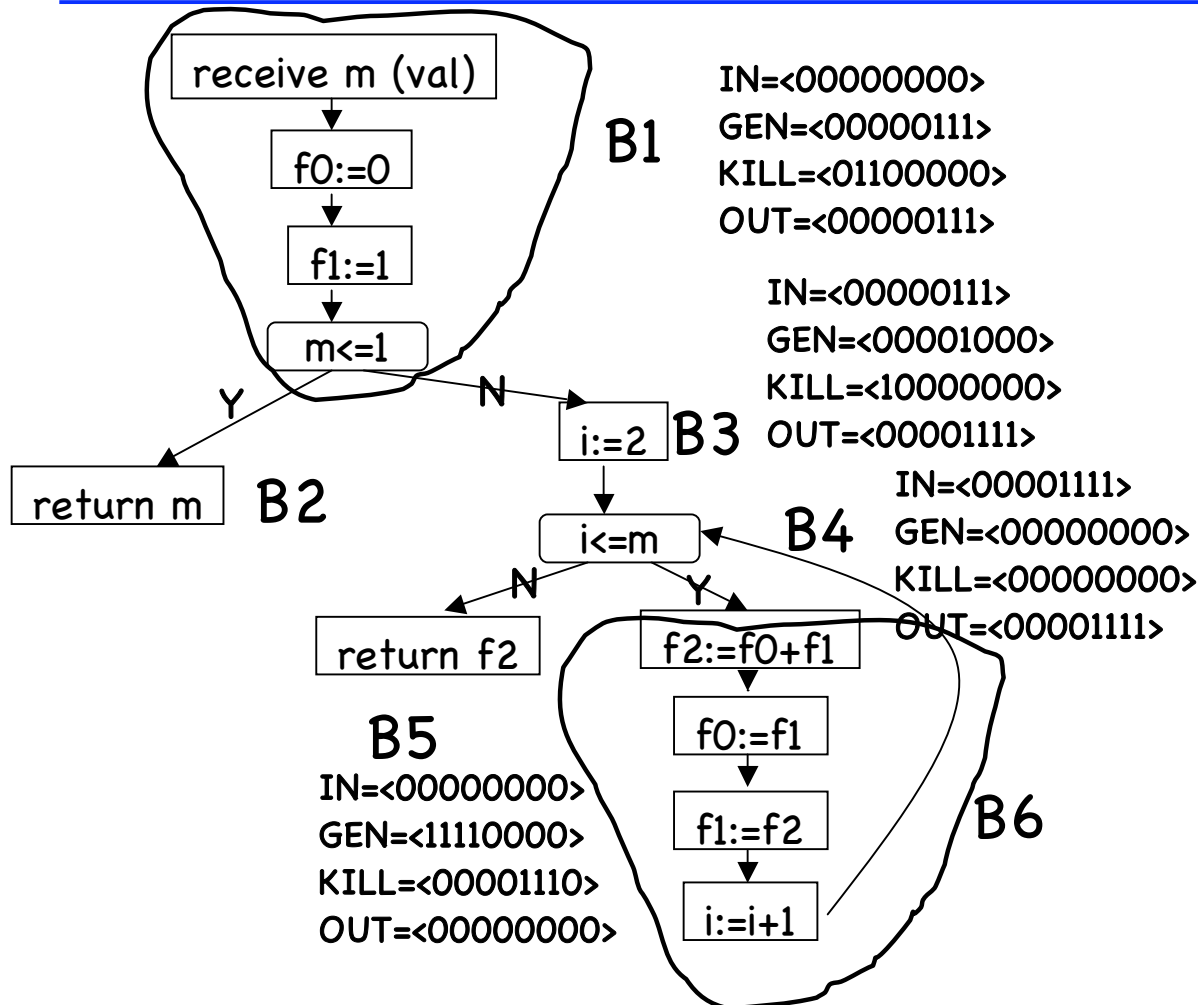 receive m (val)
f0:=0
f1:=1
m<=1
B1
IN=<00000000>
GEN=<00000111>
KILL=<01100000>
OUT=<00000111>
Y
N
return m
B2
i:=2
B3
IN=<00000111>
GEN=<00001000>
KILL=<10000000>
OUT=<00001111>
i<=m
B4
IN=<00001111>
GEN=<00000000>
KILL=<00000000>
OUT=<00001111>
N
Y
return f2
B5
IN=<00000000>
GEN=<11110000>
KILL=<00001110>
OUT=<00000000>
f2:=f0+f1
f0:=f1
f1:=f2
i:=i+1
B6